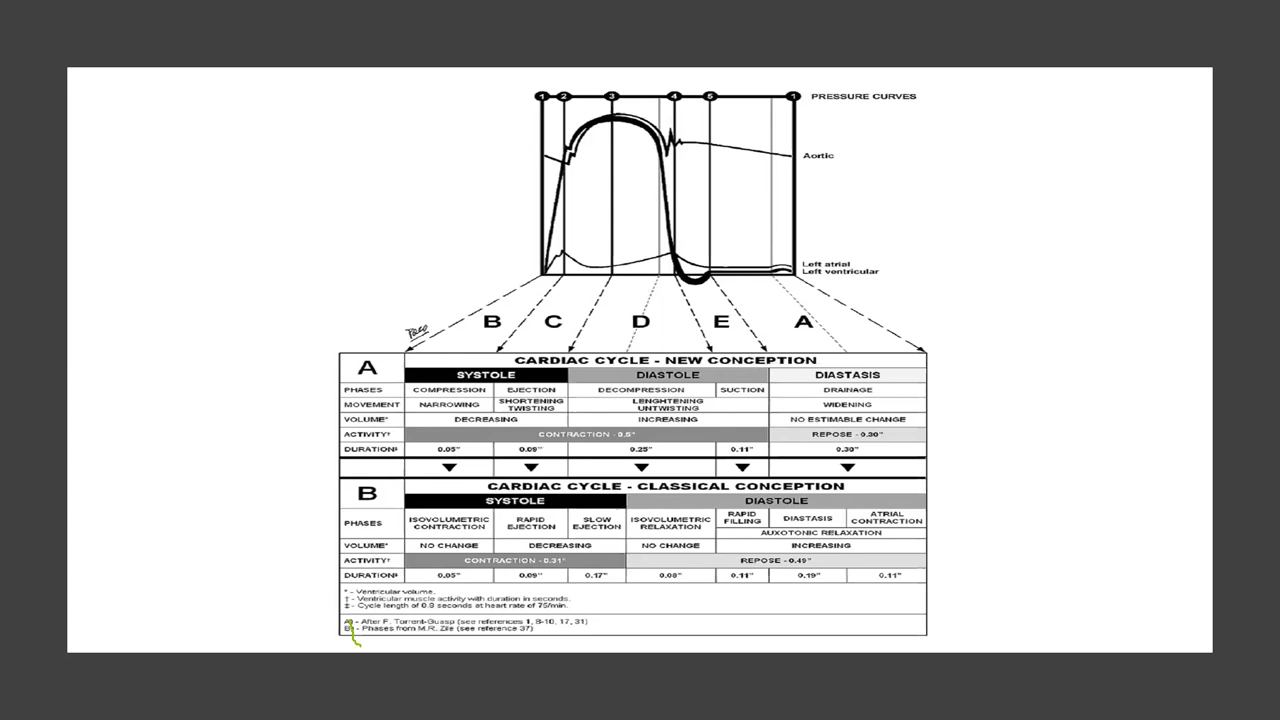 1 2 3 4 5 1 PRESSURE CURVES
Aortic
Left atrial
Left ventricular
B C D E A
A CARDIAC CYCLE - NEW CONCEPTION
SYSTOLE DIASTOLE DIASTASIS
PHASES COMPRESSION EJECTION DECOMPRESSION SUCTION DRAINAGE
MOVEMENT NARROWING SHORTENING TWISTING LENGHTENING UNTWISTING WIDENING
VOLUME* DECREASING INCREASING NO ESTIMABLE CHANGE
ACTIVITY† CONTRACTION - 0.5" REPOSE - 0.30"
DURATION‡ 0.05" 0.09" 0.25" 0.11" 0.30"
B CARDIAC CYCLE - CLASSICAL CONCEPTION
SYSTOLE DIASTOLE
PHASES ISOVOLUMETRIC CONTRACTION RAPID EJECTION SLOW EJECTION ISOVOLUMETRIC RELAXATION RAPID FILLING DIASTASIS ATRIAL CONTRACTION
AUXOTONIC RELAXATION
VOLUME* NO CHANGE DECREASING NO CHANGE INCREASING
ACTIVITY† CONTRACTION - 0.31" REPOSE - 0.49"
DURATION‡ 0.05" 0.09" 0.17" 0.08" 0.11" 0.19" 0.11"
* - Ventricular volume.
† - Ventricular muscle activity with duration in seconds.
‡ - Cycle length of 0.8 seconds at heart rate of 75/min.
A) - After F. Torrent-Guasp (see references 1, 8-10, 17, 31)
B) - Phases from M.R. Zile (see reference 37)